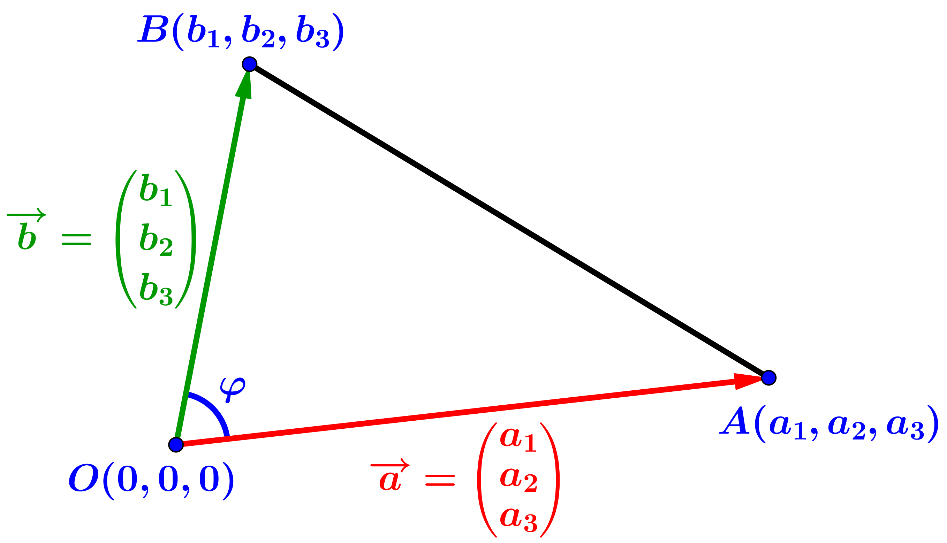 B(b₁, b₂, b₃)
b⃗ = (b₁
b₂
b₃)
φ
A(a₁, a₂, a₃)
O(0, 0, 0)
a⃗ = (a₁
a₂
a₃)